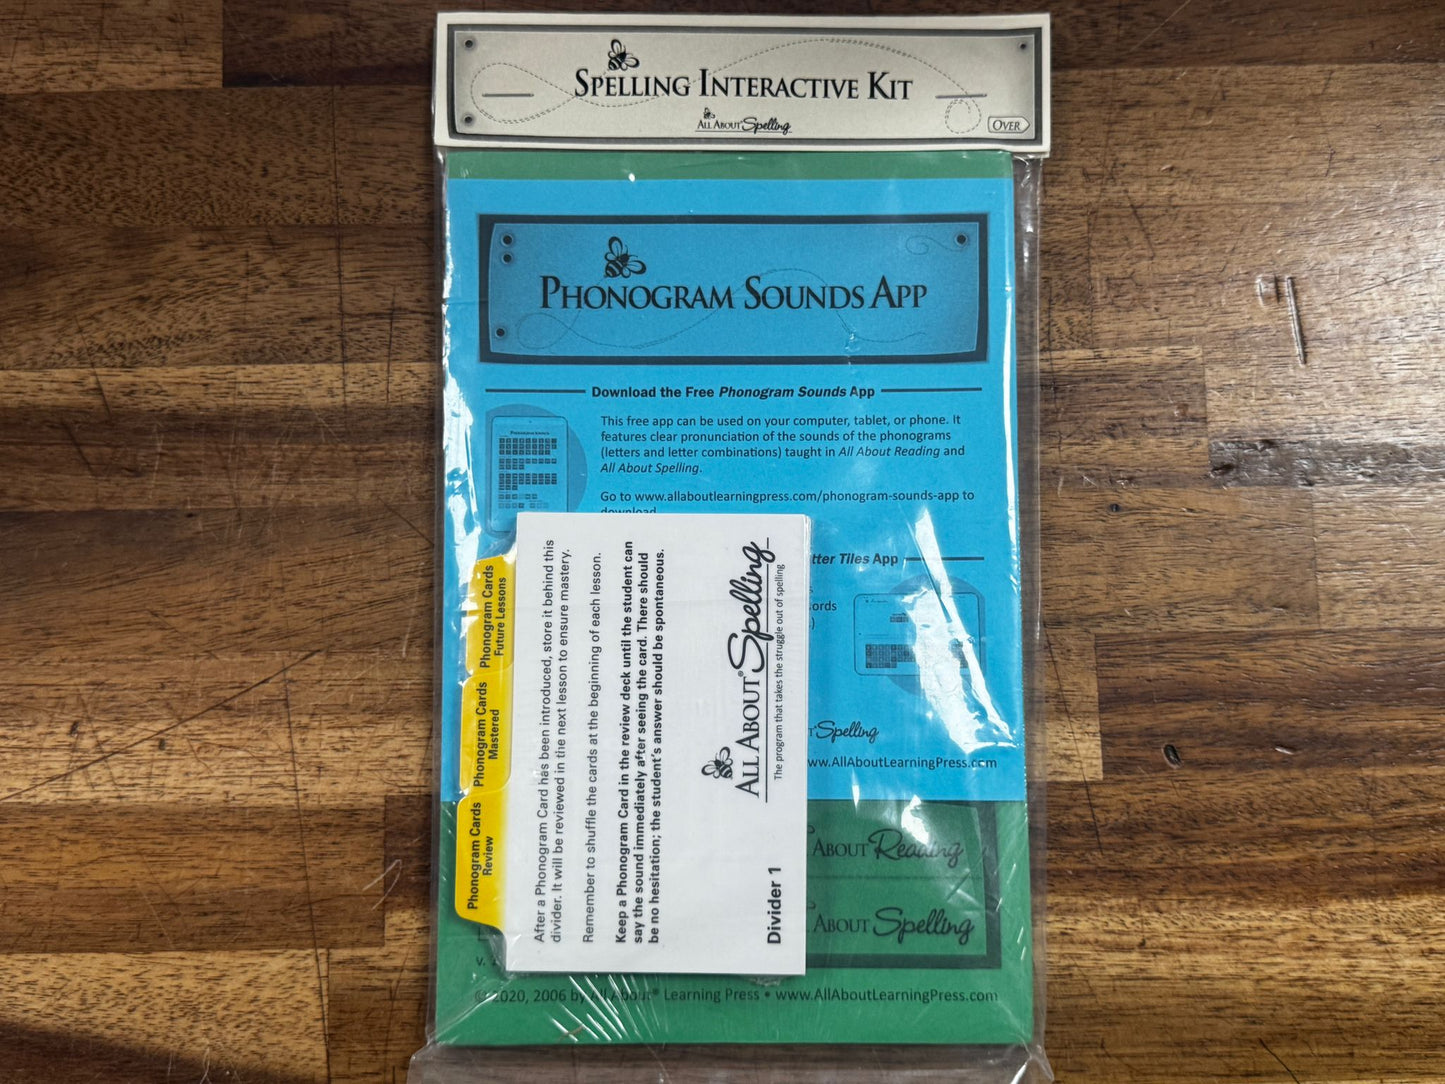 SPELLING INTERACTIVE KIT
ALL ABOUT® Spelling
OVER
PHONOGRAM SOUNDS APP
Download the Free Phonogram Sounds App
This free app can be used on your computer, tablet, or phone. It
features clear pronunciation of the sounds of the phonograms
(letters and letter combinations) taught in All About Reading and
All About Spelling.
Go to www.allaboutlearningpress.com/phonogram-sounds-app to
download
tter Tiles App
ords
)
Spelling
www.AllAboutLearningPress.com
Phonogram Cards
Future Lessons
Phonogram Cards
Mastered
Phonogram Cards
Review
After a Phonogram Card has been introduced, store it behind this
divider. It will be reviewed in the next lesson to ensure mastery.
Remember to shuffle the cards at the beginning of each lesson.
Keep a Phonogram Card in the review deck until the student can
say the sound immediately after seeing the card. There should
be no hesitation; the student's answer should be spontaneous.
ALL ABOUT® Spelling
The program that takes the struggle out of spelling
Divider 1
ABOUT Reading
ABOUT Spelling
v.
© 2020, 2006 by All About® Learning Press • www.AllAboutLearningPress.com